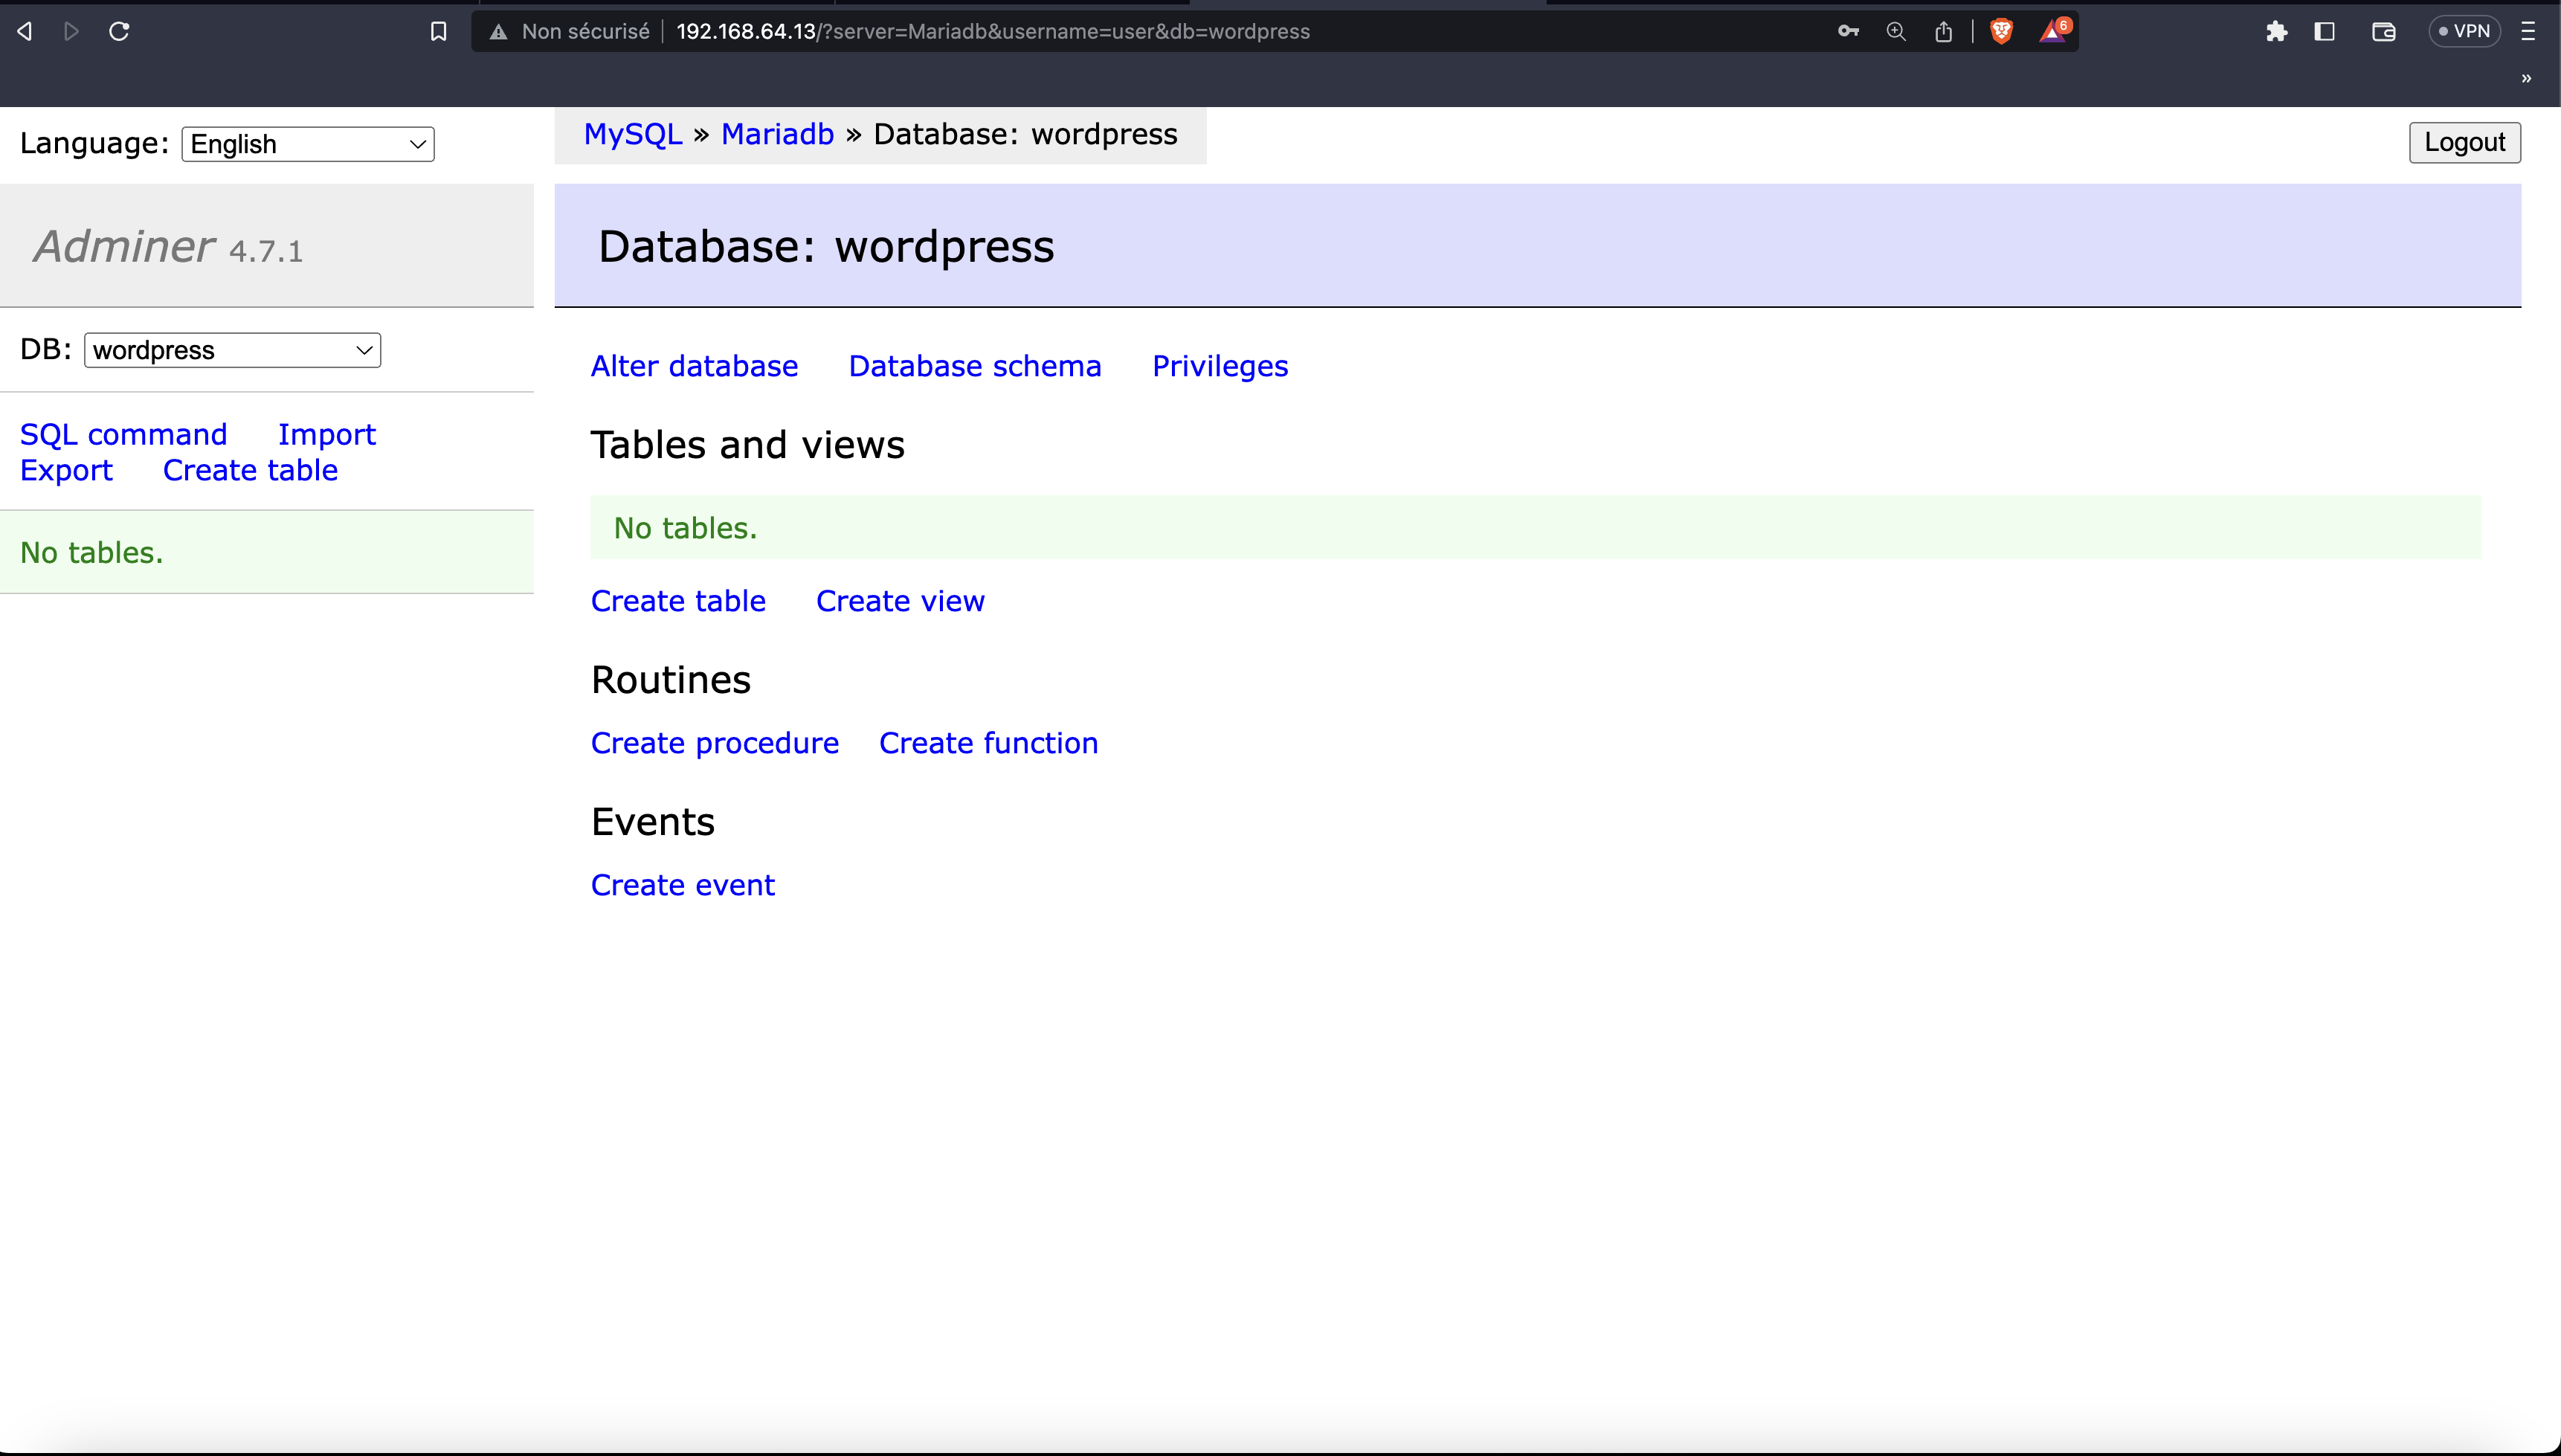 Non sécurisé 192.168.64.13/?server=Mariadb&username=user&db=wordpress 6 VPN
»
Language: English
MySQL » Mariadb » Database: wordpress
Logout
Adminer 4.7.1
Database: wordpress
DB: wordpress
SQL command Import
Export Create table
No tables.
Alter database Database schema Privileges
Tables and views
No tables.
Create table Create view
Routines
Create procedure Create function
Events
Create event